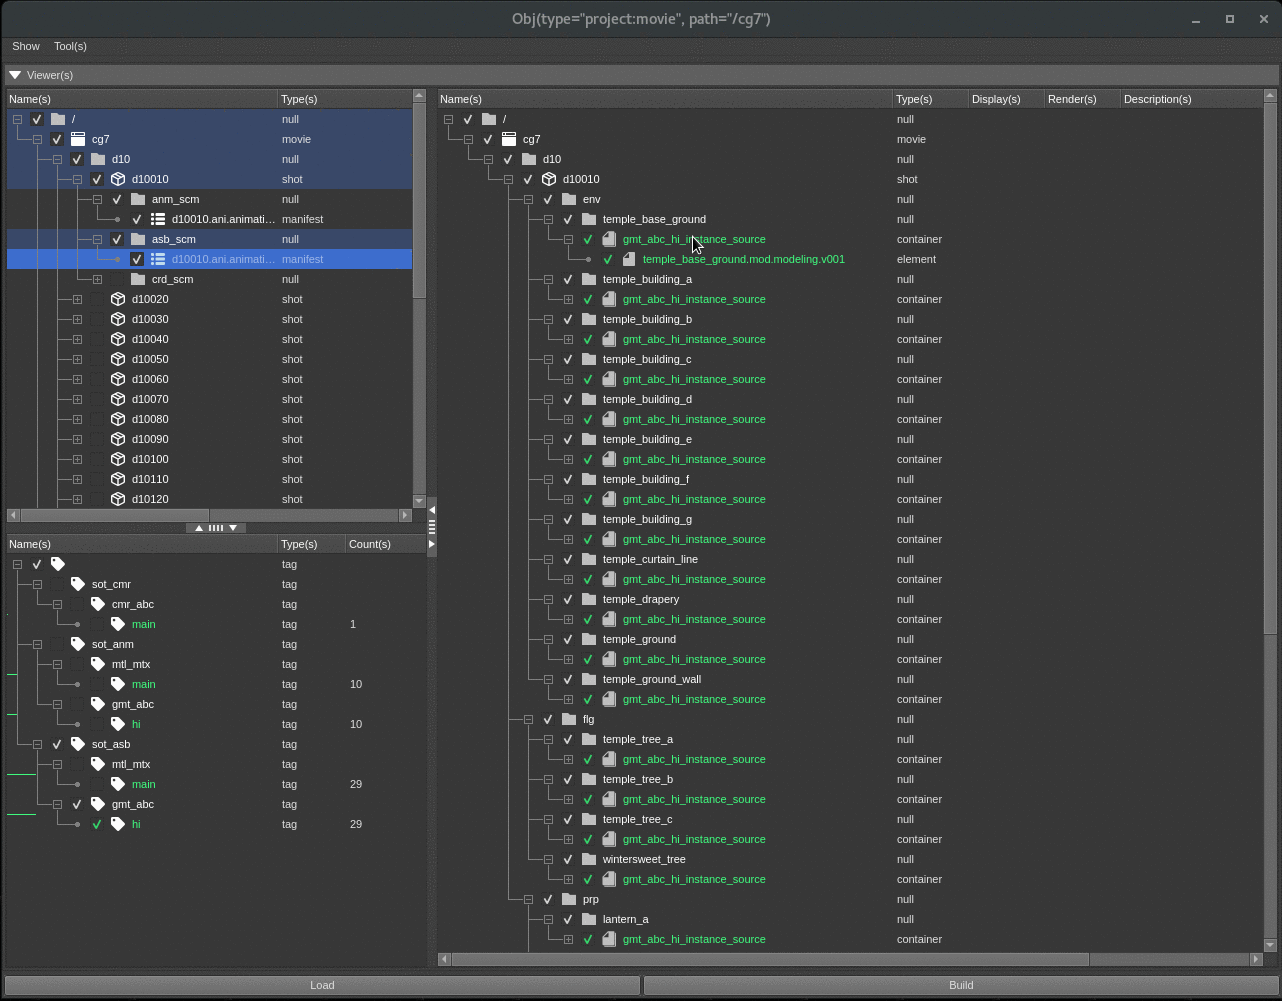 Obj(type="project:movie", path="/cg7")
Show Tool(s)
Viewer(s)
Name(s) Type(s)
/ null
cg7 movie
d10 null
d10010 shot
anm_scm null
d10010.ani.animati... manifest
asb_scm null
d10010.ani.animati... manifest
crd_scm null
d10020 shot
d10030 shot
d10040 shot
d10050 shot
d10060 shot
d10070 shot
d10080 shot
d10090 shot
d10100 shot
d10110 shot
d10120 shot
Name(s) Type(s) Count(s)
tag
sot_cmr tag
cmr_abc tag
main tag 1
sot_anm tag
mtl_mtx tag
main tag 10
gmt_abc tag
hi tag 10
sot_asb tag
mtl_mtx tag
main tag 29
gmt_abc tag
hi tag 29
Name(s) Type(s) Display(s) Render(s) Description(s)
/ null
cg7 movie
d10 null
d10010 shot
env null
temple_base_ground null
gmt_abc_hi_instance_source container
temple_base_ground.mod.modeling.v001 element
temple_building_a null
gmt_abc_hi_instance_source container
temple_building_b null
gmt_abc_hi_instance_source container
temple_building_c null
gmt_abc_hi_instance_source container
temple_building_d null
gmt_abc_hi_instance_source container
temple_building_e null
gmt_abc_hi_instance_source container
temple_building_f null
gmt_abc_hi_instance_source container
temple_building_g null
gmt_abc_hi_instance_source container
temple_curtain_line null
gmt_abc_hi_instance_source container
temple_drapery null
gmt_abc_hi_instance_source container
temple_ground null
gmt_abc_hi_instance_source container
temple_ground_wall null
gmt_abc_hi_instance_source container
flg null
temple_tree_a null
gmt_abc_hi_instance_source container
temple_tree_b null
gmt_abc_hi_instance_source container
temple_tree_c null
gmt_abc_hi_instance_source container
wintersweet_tree null
gmt_abc_hi_instance_source container
prp null
lantern_a null
gmt_abc_hi_instance_source container
Load Build